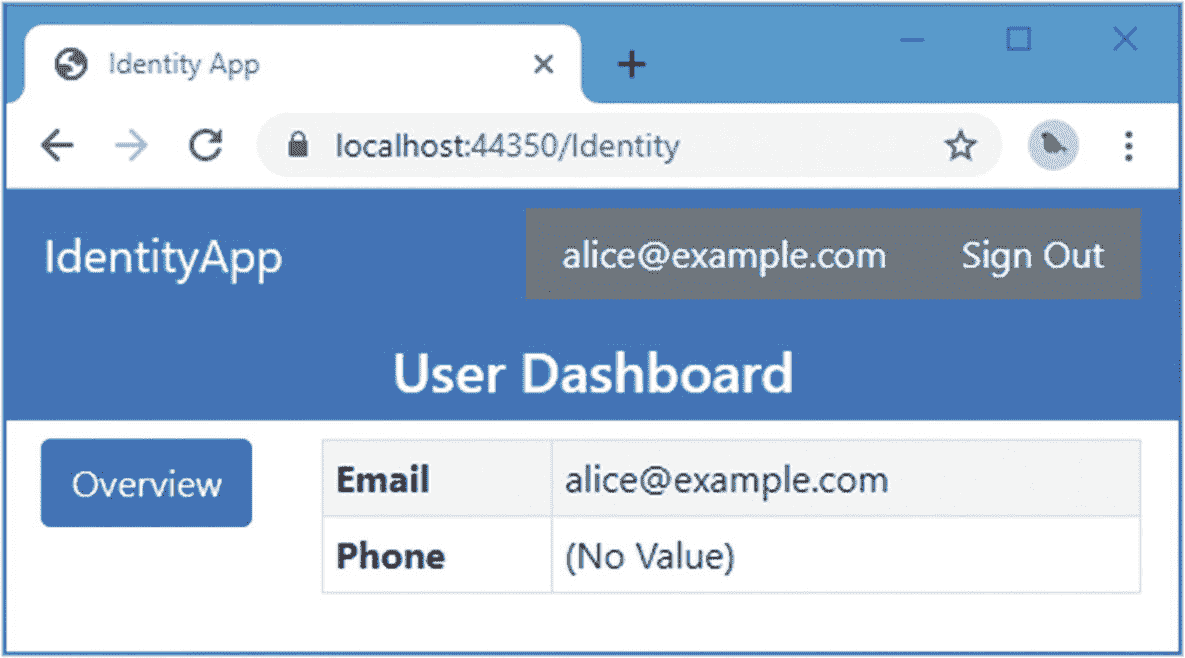 Identity App
localhost:44350/Identity
IdentityApp alice@example.com Sign Out
User Dashboard
Overview
Email alice@example.com
Phone (No Value)